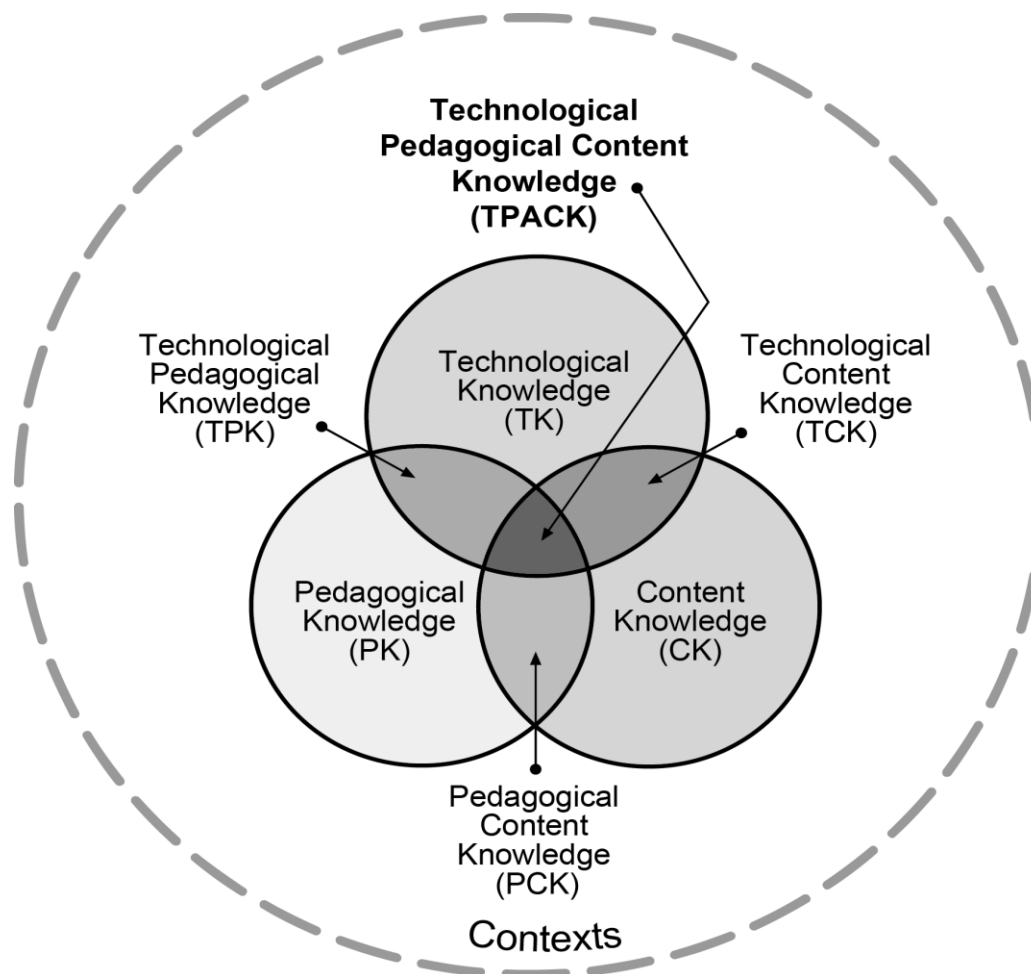 Technological
Pedagogical Content
Knowledge
(TPACK)
Technological
Pedagogical
Knowledge
(TPK)
Technological
Knowledge
(TK)
Technological
Content
Knowledge
(TCK)
Pedagogical
Knowledge
(PK)
Content
Knowledge
(CK)
Pedagogical
Content
Knowledge
(PCK)
Contexts